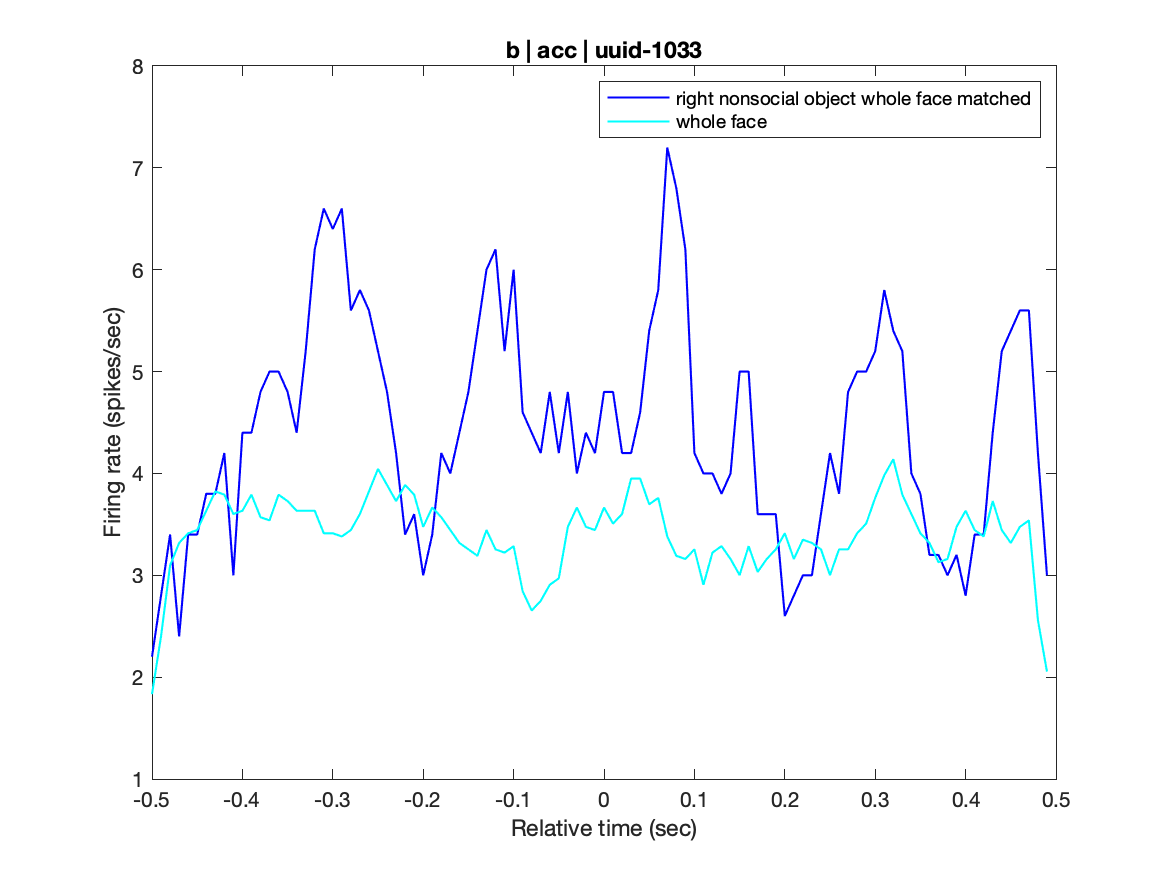 b | acc | uuid-1033
right nonsocial object whole face matched
whole face
8
7
6
5
4
3
2
1
Firing rate (spikes/sec)
-0.5 -0.4 -0.3 -0.2 -0.1 0 0.1 0.2 0.3 0.4 0.5
Relative time (sec)